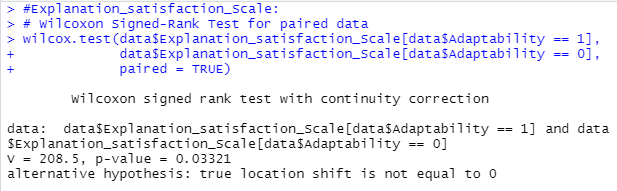 > #Explanation_satisfaction_Scale:
> # Wilcoxon Signed-Rank Test for paired data
> wilcox.test(data$Explanation_satisfaction_Scale[data$Adaptability == 1],
+             data$Explanation_satisfaction_Scale[data$Adaptability == 0],
+             paired = TRUE)
        Wilcoxon signed rank test with continuity correction
data:  data$Explanation_satisfaction_Scale[data$Adaptability == 1] and data
$Explanation_satisfaction_Scale[data$Adaptability == 0]
V = 208.5, p-value = 0.03321
alternative hypothesis: true location shift is not equal to 0